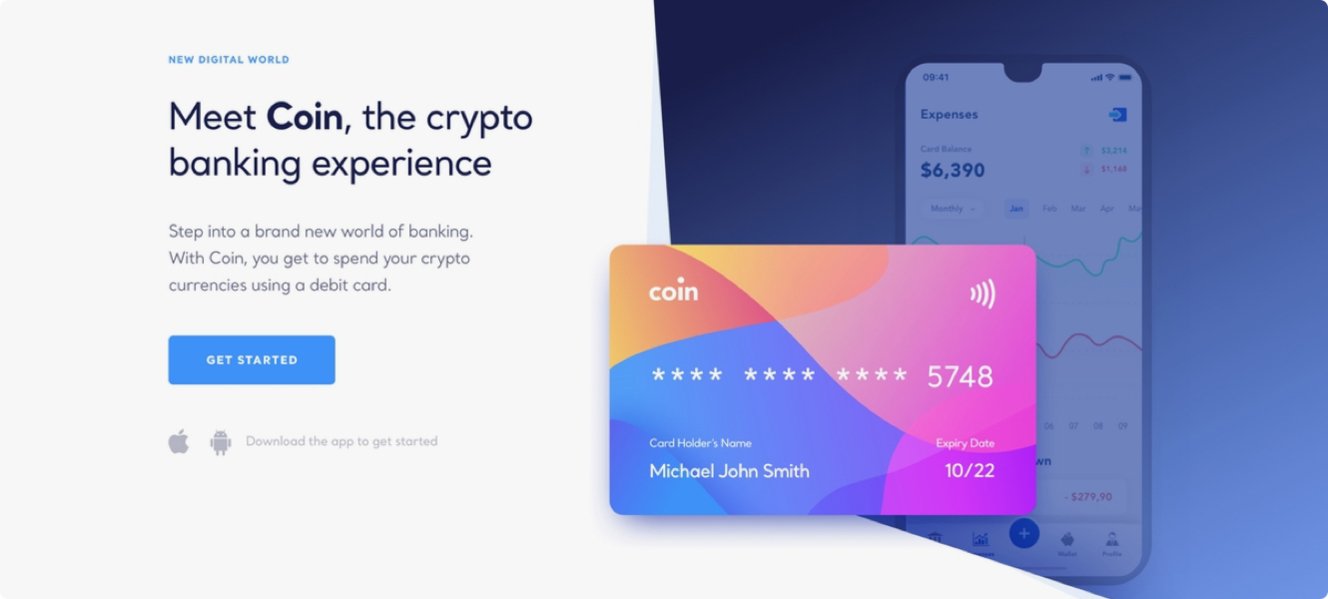 NEW DIGITAL WORLD
Meet Coin, the crypto
banking experience
Step into a brand new world of banking.
With Coin, you get to spend your crypto
currencies using a debit card.
GET STARTED
Download the app to get started
09:41
Expenses
Card Balance
$6,390
$2,214
Monthly
Jan Feb Mar Apr
coin
**** **** **** 5748
Card Holder's Name
Michael John Smith
Expiry Date
10/22
06 07 08 09
wn
- $279,90
+
Wallet
Profile